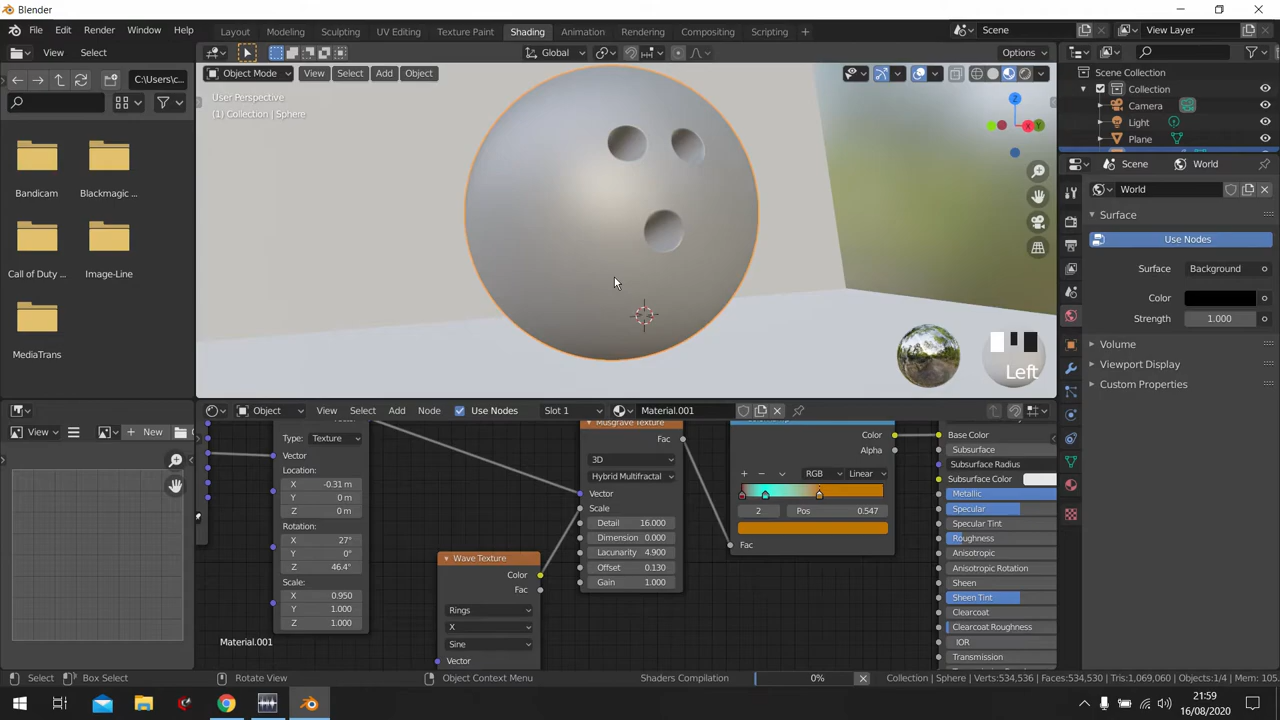 Blender
File Edit Render Window Help
Layout Modeling Sculpting UV Editing Texture Paint Shading Animation Rendering Compositing Scripting +
Scene
View Layer
View Select
Global
Options
Object Mode View Select Add Object
C:\Users\c...
User Perspective
(1) Collection | Sphere
Scene Collection
Collection
Camera
Light
Plane
Z
X
Y
Scene
World
World
Surface
Use Nodes
Surface Background
Color
Strength 1.000
Volume
Viewport Display
Custom Properties
Bandicam
Blackmagic ...
Call of Duty ...
Image-Line
MediaTrans
Left
View
+ New
Object View Select Add Node Use Nodes Slot 1 Material.001
Type: Texture
Vector
Location:
X -0.31 m
Y 0 m
Z 0 m
Rotation:
X 27°
Y 0°
Z 46.4°
Scale:
X 0.950
Y 1.000
Z 1.000
Material.001
Wave Texture
Color
Fac
Rings
X
Sine
Vector
Musgrave Texture
Fac
3D
Hybrid Multifractal
Vector
Scale
Detail 16.000
Dimension 0.000
Lacunarity 4.900
Offset 0.130
Gain 1.000
Color
Alpha
RGB Linear
2 Pos 0.547
Fac
Base Color
Subsurface
Subsurface Radius
Subsurface Color
Metallic
Specular
Specular Tint
Roughness
Anisotropic
Anisotropic Rotation
Sheen
Sheen Tint
Clearcoat
Clearcoat Roughness
IOR
Transmission
Select Box Select Rotate View Object Context Menu Shaders Compilation 0% Collection | Sphere | Verts:534,536 | Faces:534,530 | Tris:1,069,060 | Objects:1/4 | Mem: 105.
21:59
16/08/2020